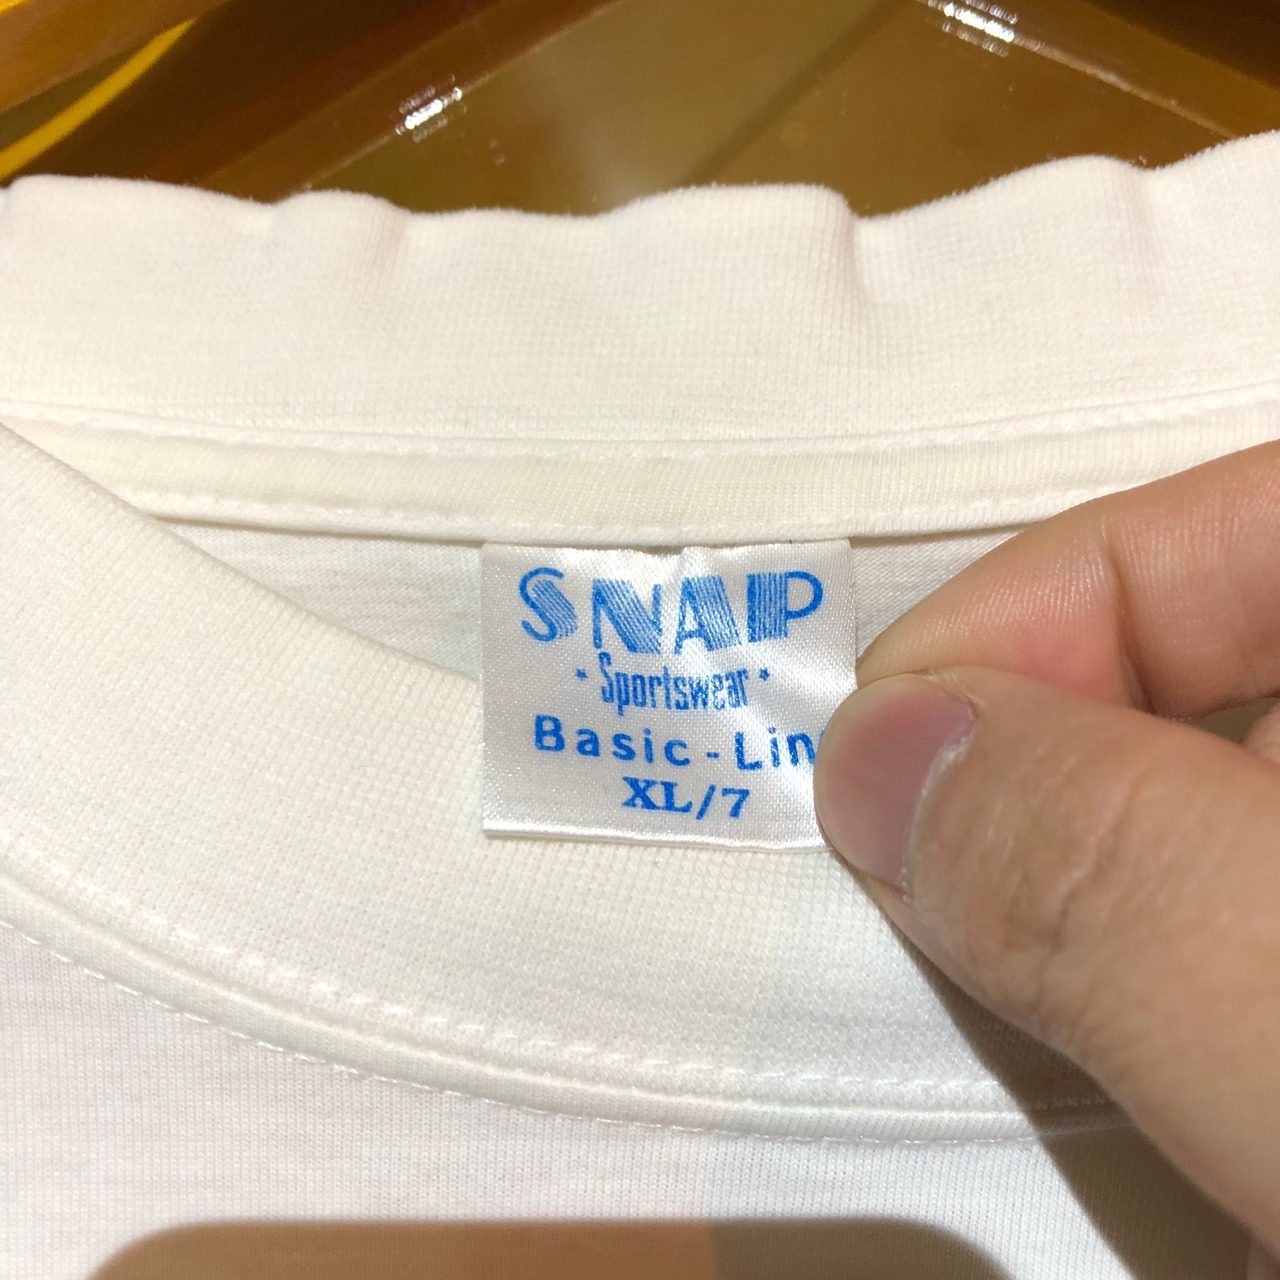 SNAP
· Sportswear ·
Basic-Lin
XL/7